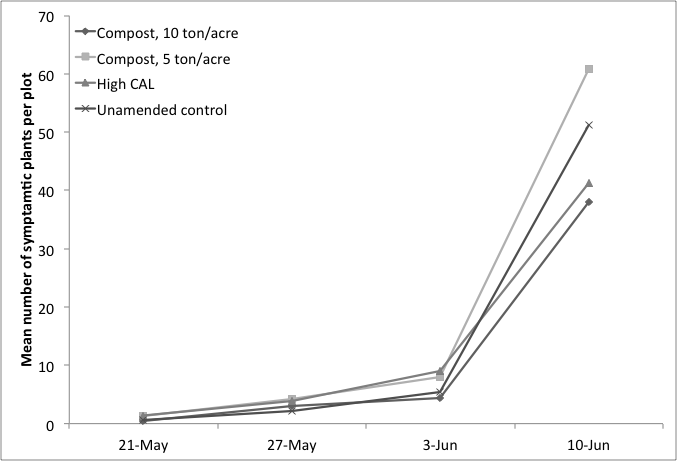 Mean number of symptamtic plants per plot
70
60
50
40
30
20
10
0
Compost, 10 ton/acre
Compost, 5 ton/acre
High CAL
Unamended control
21-May
27-May
3-Jun
10-Jun